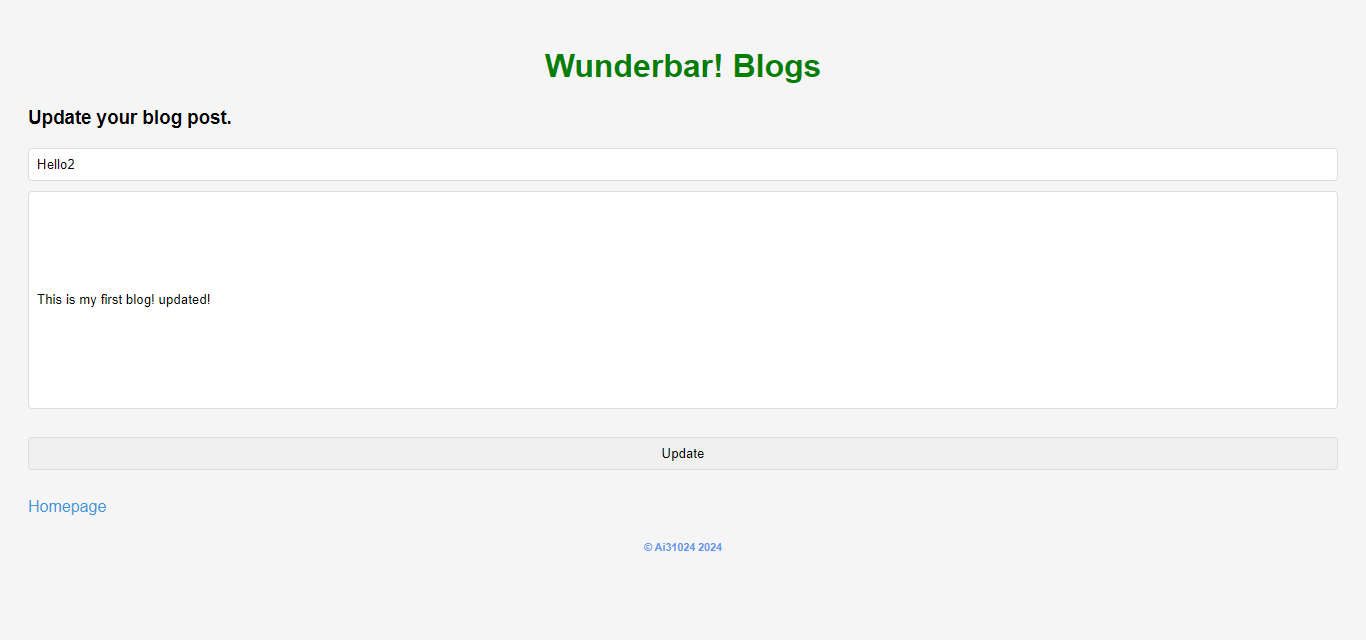 Wunderbar! Blogs
Update your blog post.
Hello2
This is my first blog! updated!
Update
Homepage
© Ai31024 2024